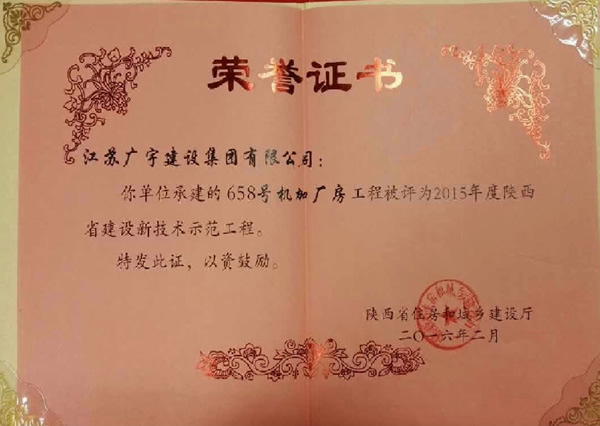 荣誉证书
江苏广宇建设集团有限公司：
你单位承建的658号机加厂房工程被评为2015年度陕西
省建设新技术示范工程。
特发此证，以资鼓励。
陕西省住房和城乡建设厅
二〇一六年二月